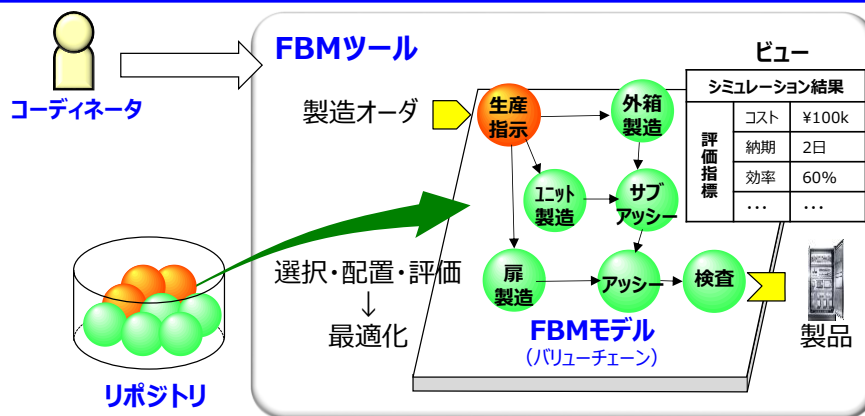 FBMツール
コーディネータ
ビュー
シミュレーション結果
評価指標
コスト
¥100k
納期
2日
効率
60%
・・・
・・・
製造オーダ
生産
指示
外箱
製造
ユニット
製造
サブ
アッシー
扉
製造
アッシー
検査
選択・配置・評価
↓
最適化
FBMモデル
(バリューチェーン)
製品
リポジトリ